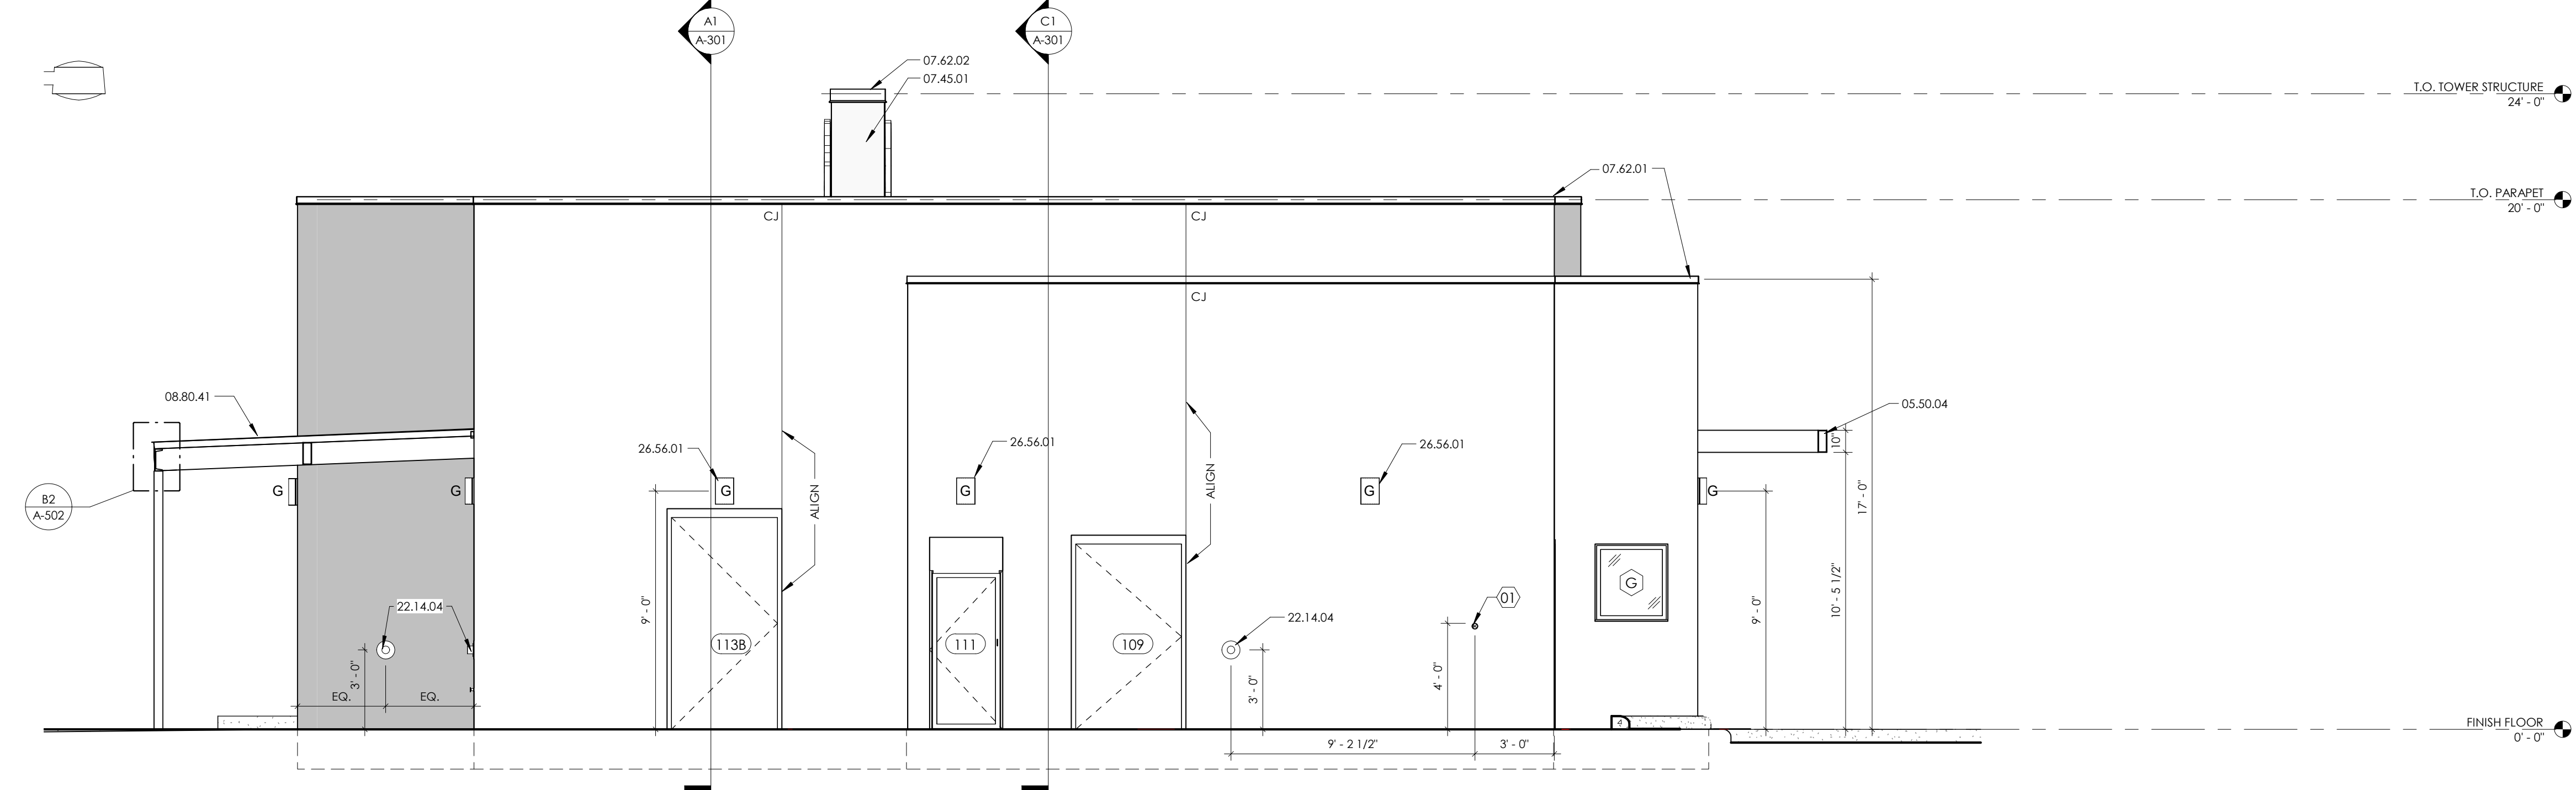 A1
A-301
C1
A-301
07.62.02
07.45.01
T.O. TOWER STRUCTURE
24' - 0"
07.62.01
T.O. PARAPET
20' - 0"
CJ
CJ
CJ
08.80.41
05.50.04
10"
17' - 0"
26.56.01
26.56.01
26.56.01
ALIGN
ALIGN
G
G
G
G
G
G
B2
A-502
9' - 0"
10' - 5 1/2"
9' - 0"
G
22.14.04
01
22.14.04
113B
111
109
3' - 0"
4' - 0"
3' - 0"
EQ.
EQ.
4
FINISH FLOOR
0' - 0"
9' - 2 1/2"
3' - 0"